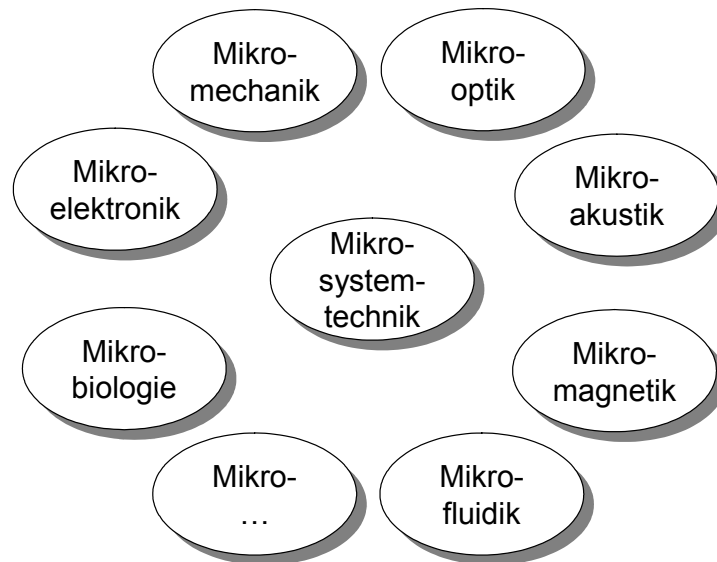 Mikro-
mechanik
Mikro-
optik
Mikro-
elektronik
Mikro-
akustik
Mikro-
system-
technik
Mikro-
biologie
Mikro-
magnetik
Mikro-
…
Mikro-
fluidik